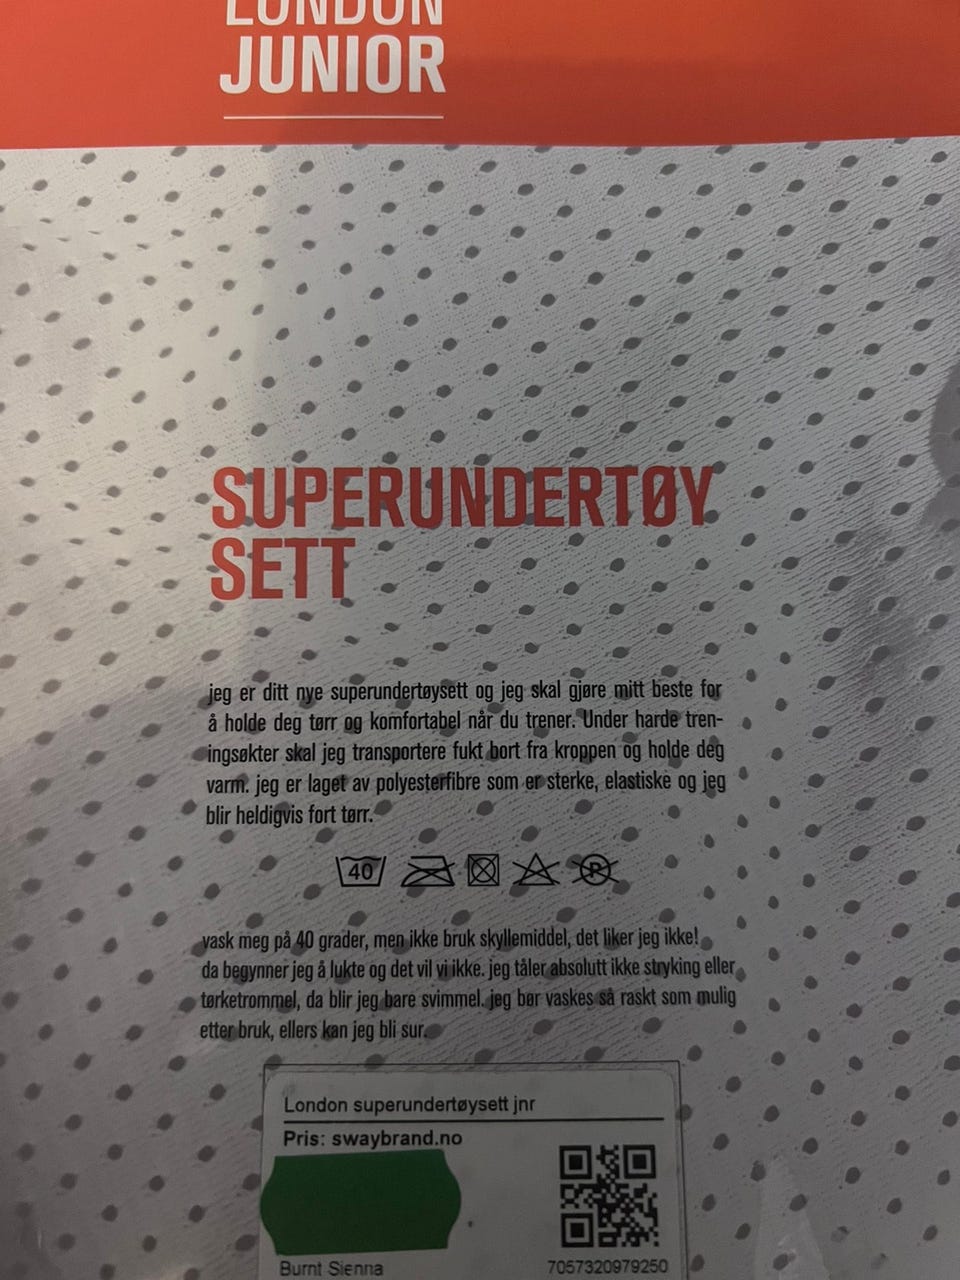 LONDON
JUNIOR
SUPERUNDERTØY
SETT
jeg er ditt nye superundertøysett og jeg skal gjøre mitt beste for
å holde deg tørr og komfortabel når du trener. Under harde tren-
ingsøkter skal jeg transportere fukt bort fra kroppen og holde deg
varm. jeg er laget av polyesterfibre som er sterke, elastiske og jeg
blir heldigvis fort tørr.
40 P
vask meg på 40 grader, men ikke bruk skyllemiddel, det liker jeg ikke!
da begynner jeg å lukte og det vil vi ikke. jeg tåler absolutt ikke stryking eller
tørketrommel, da blir jeg bare svimmel. jeg bør vaskes så raskt som mulig
etter bruk, ellers kan jeg bli sur.
London superundertøysett jnr
Pris: swaybrand.no
Burnt Sienna 7057320979250